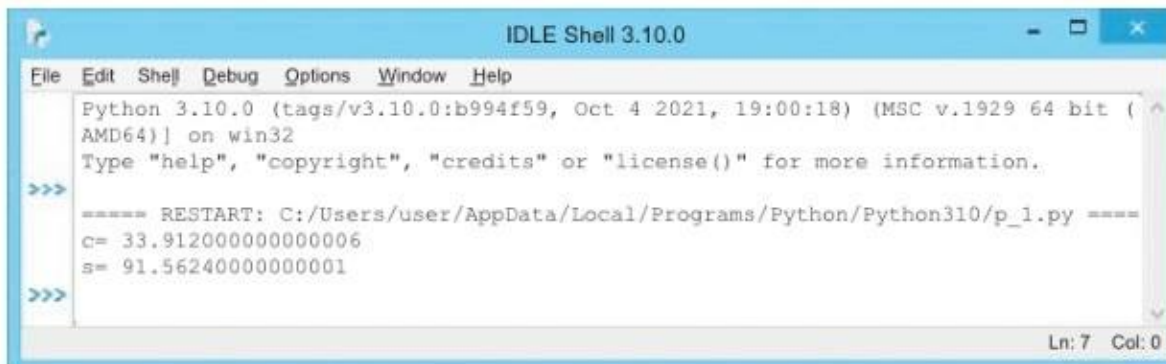 IDLE Shell 3.10.0
File Edit Shell Debug Options Window Help
Python 3.10.0 (tags/v3.10.0:b994f59, Oct 4 2021, 19:00:18) (MSC v.1929 64 bit (
AMD64)] on win32
Type "help", "copyright", "credits" or "license()" for more information.
>>>
===== RESTART: C:/Users/user/AppData/Local/Programs/Python/Python310/p_1.py ====
c= 33.912000000000006
s= 91.56240000000001
>>>
Ln: 7 Col: 0